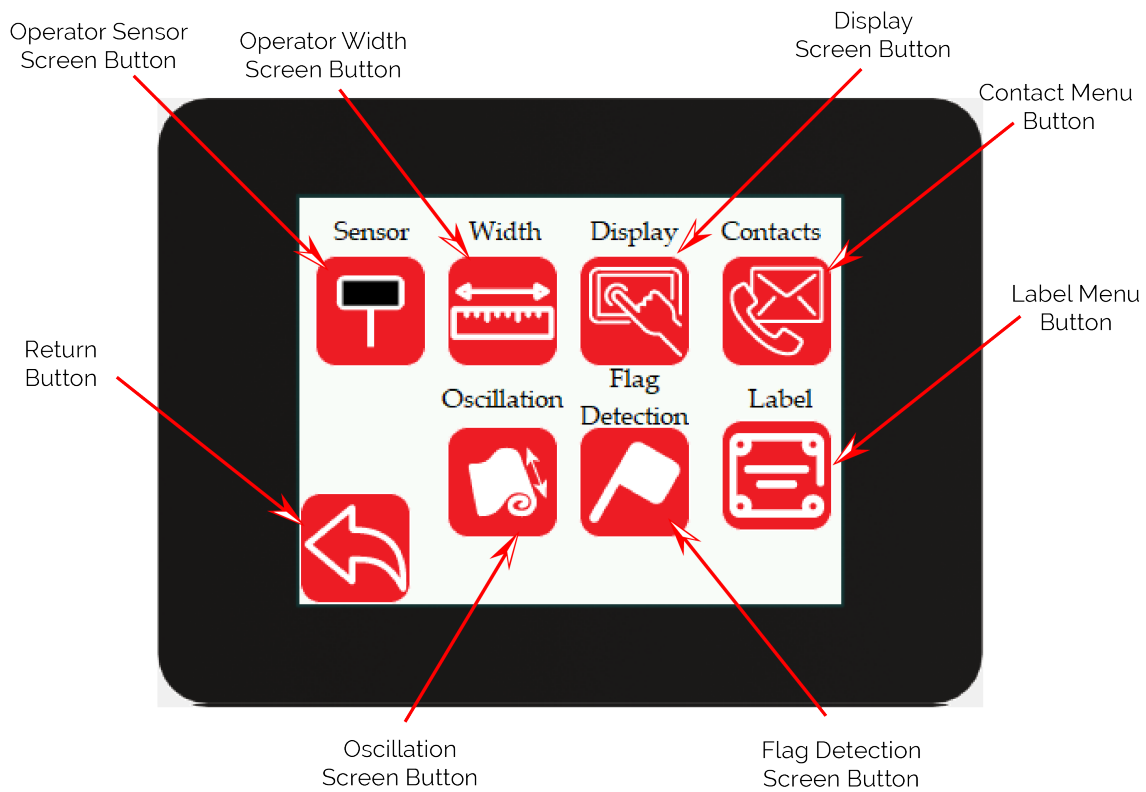 Operator Sensor
Screen Button
Operator Width
Screen Button
Display
Screen Button
Contact Menu
Button
Sensor
Width
Display
Contacts
Label Menu
Button
Return
Button
Oscillation
Flag
Detection
Label
Oscillation
Screen Button
Flag Detection
Screen Button